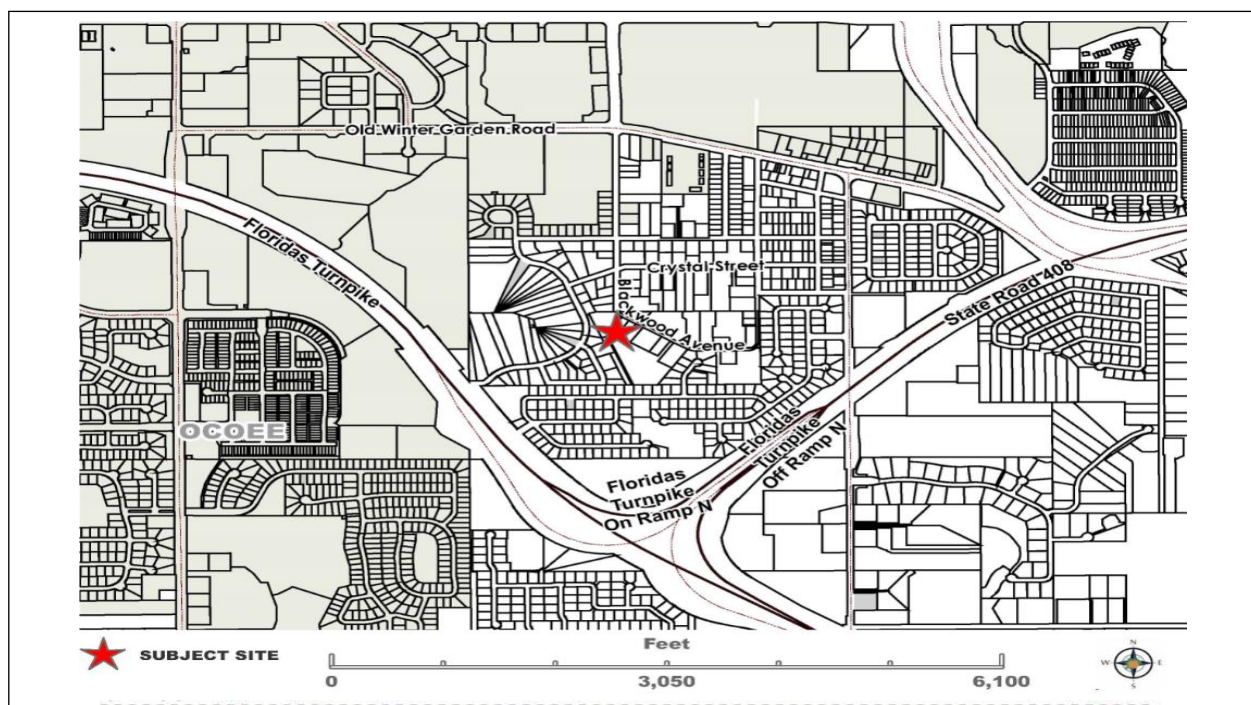 Old Winter Garden Road
Floridas Turnpike
Crystal Street
Blackwood Avenue
State Road 408
OCOEE
Floridas
Turnpike
Off Ramp N
Floridas
Turnpike
On Ramp N
SUBJECT SITE
Feet
0
3,050
6,100
N
W
E
S